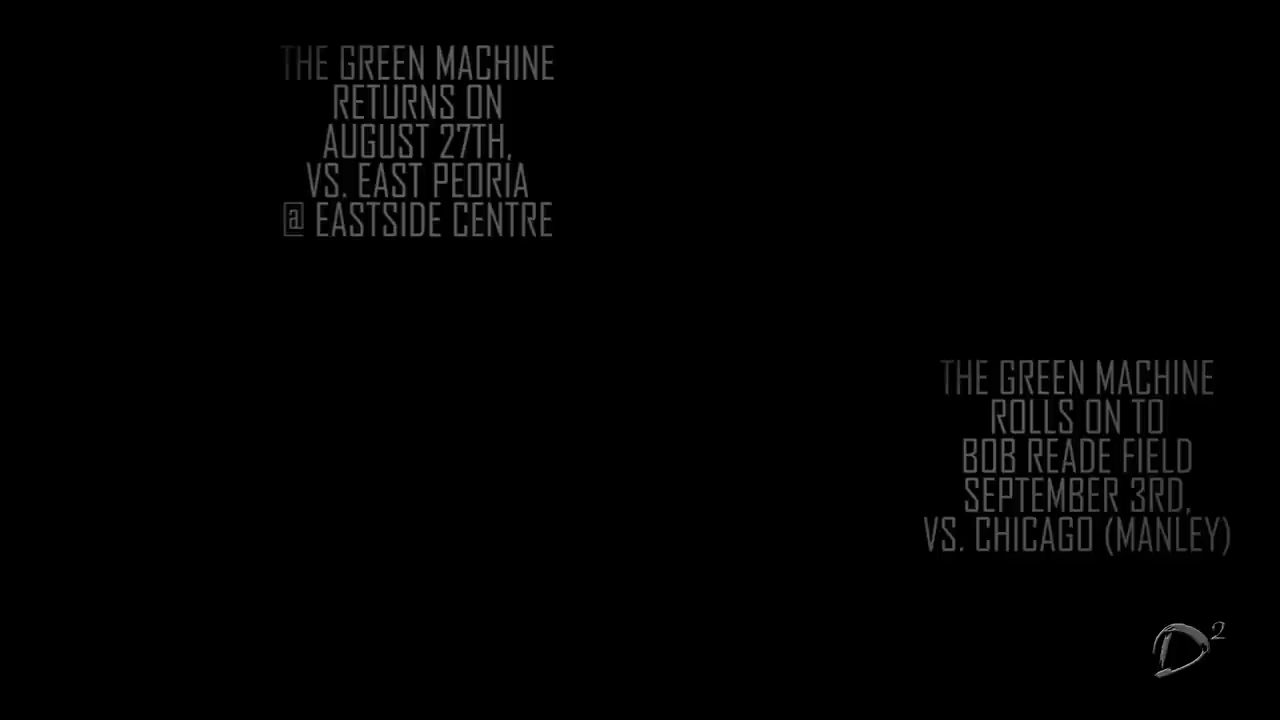 THE GREEN MACHINE
RETURNS ON
AUGUST 27TH,
VS. EAST PEORIA
@ EASTSIDE CENTRE
THE GREEN MACHINE
ROLLS ON TO
BOB READE FIELD
SEPTEMBER 3RD,
VS. CHICAGO (MANLEY)
D2